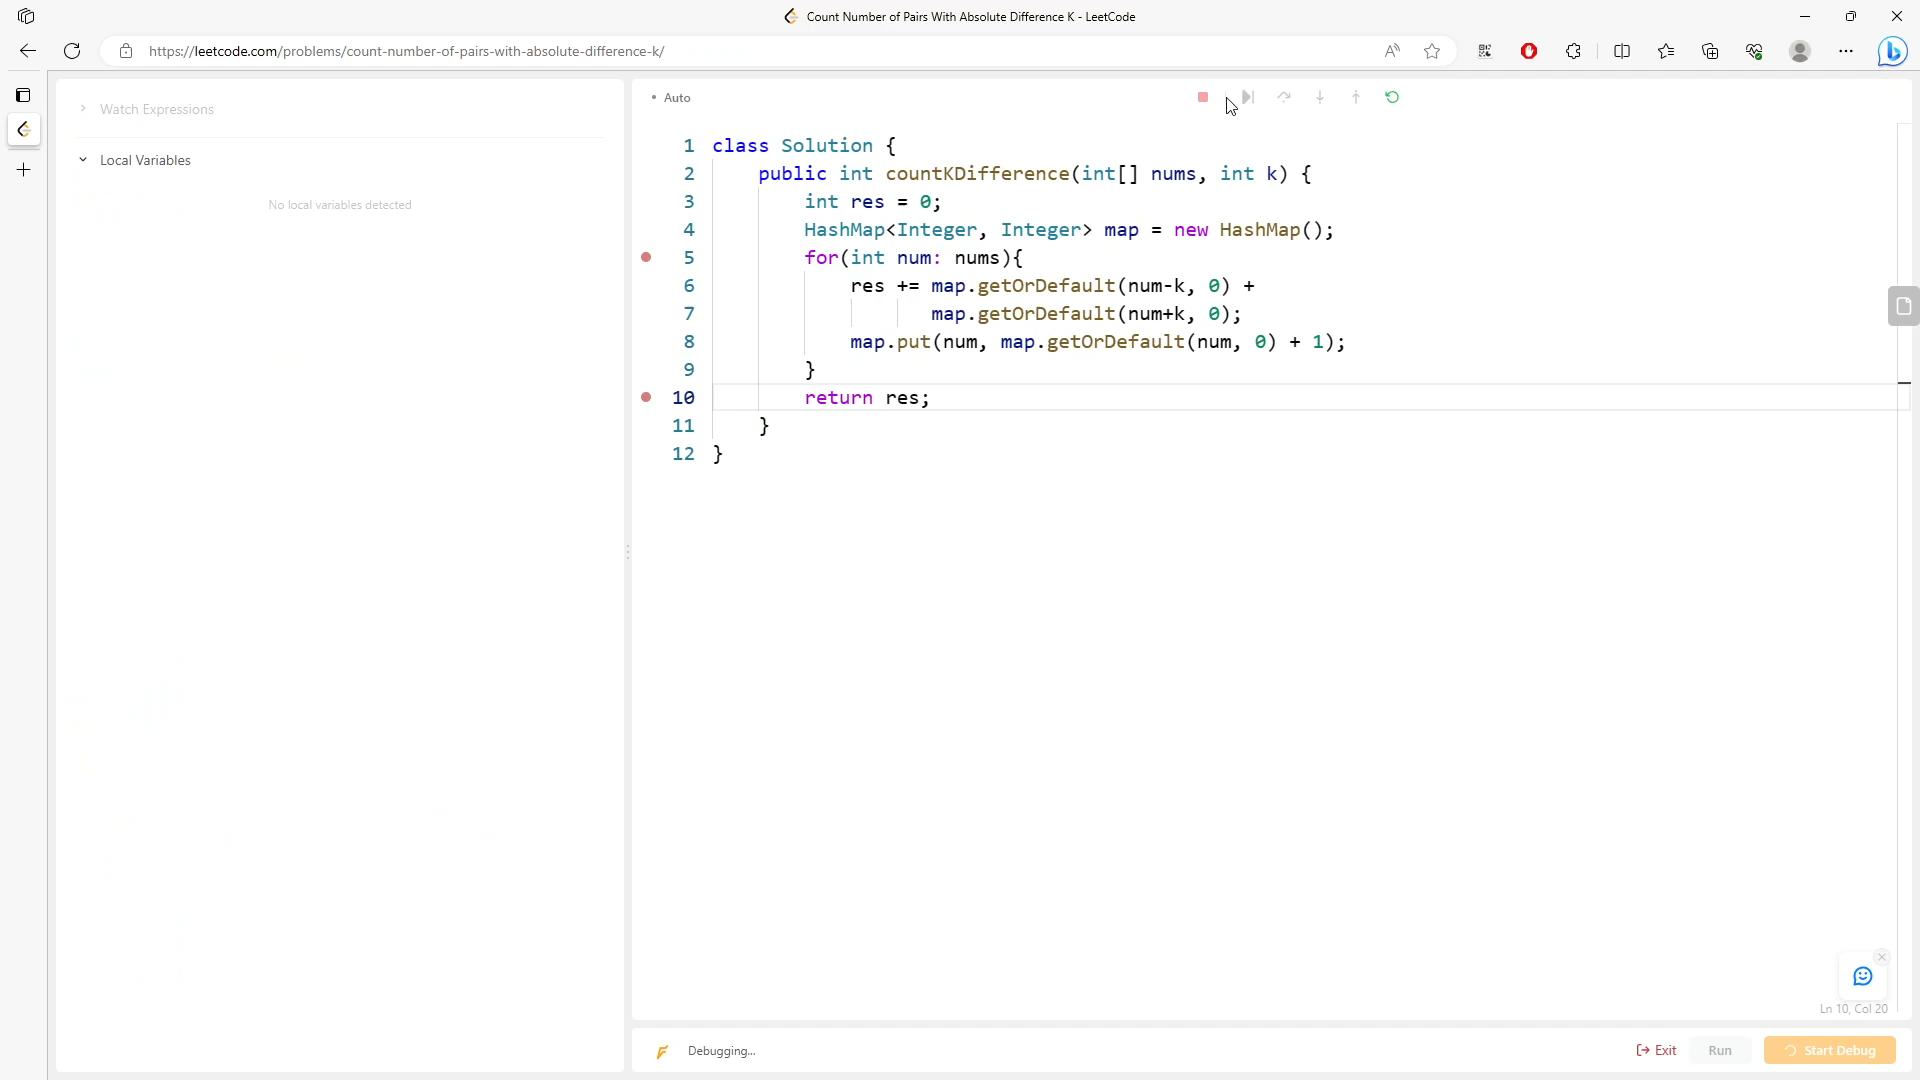 Count Number of Pairs With Absolute Difference K - LeetCode
https://leetcode.com/problems/count-number-of-pairs-with-absolute-difference-k/
Watch Expressions
Local Variables
No local variables detected
• Auto
1 class Solution {
2 public int countKDifference(int[] nums, int k) {
3 int res = 0;
4 HashMap<Integer, Integer> map = new HashMap();
5 for(int num: nums){
6 res += map.getOrDefault(num-k, 0) +
7 map.getOrDefault(num+k, 0);
8 map.put(num, map.getOrDefault(num, 0) + 1);
9 }
10 return res;
11 }
12 }
Ln 10, Col 20
Debugging...
Exit
Run
Start Debug